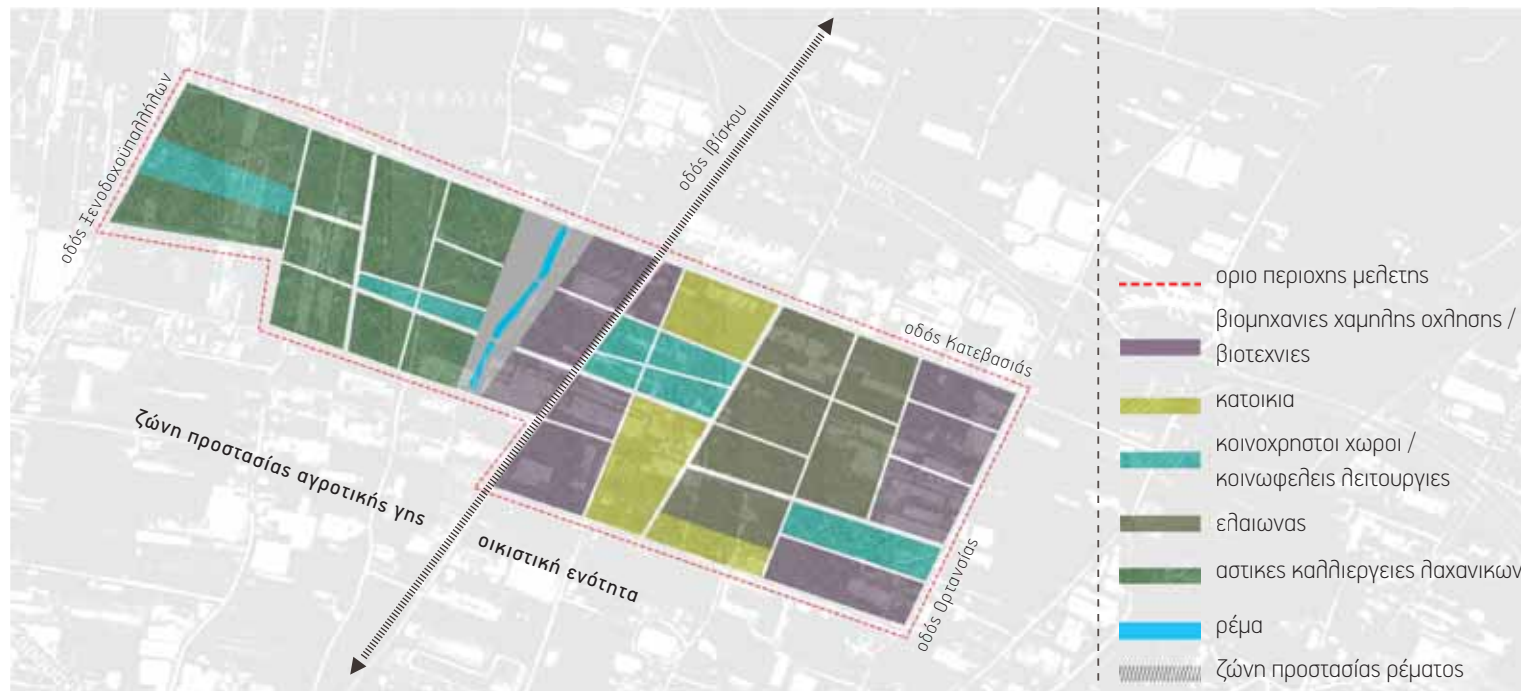 οδός Ξενοδοχοϋπαλλήλων
οδός Ιβίσκου
οδός Κατεβασιάς
οδός Ορτανσίας
ζώνη προστασίας αγροτικής γης
οικιστική ενότητα
οριο περιοχης μελετης
βιομηχανιες χαμηλης οχλησης /
βιοτεχνιες
κατοικια
κοινοχρηστοι χωροι /
κοινωφελεις λειτουργιες
ελαιωνας
αστικες καλλιεργειες λαχανικων
ρέμα
ζώνη προστασίας ρέματος